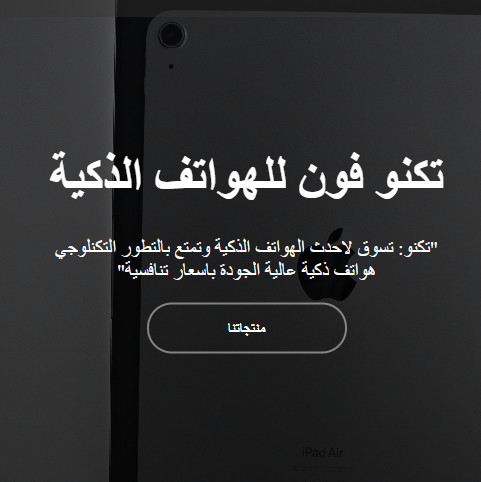 تكنو فون للهواتف الذكية
"تكنو: تسوق لاحدث الهواتف الذكية وتمتع بالتطور التكنلوجي
هواتف ذكية عالية الجودة باسعار تنافسية"
منتجاتنا
iPad Air